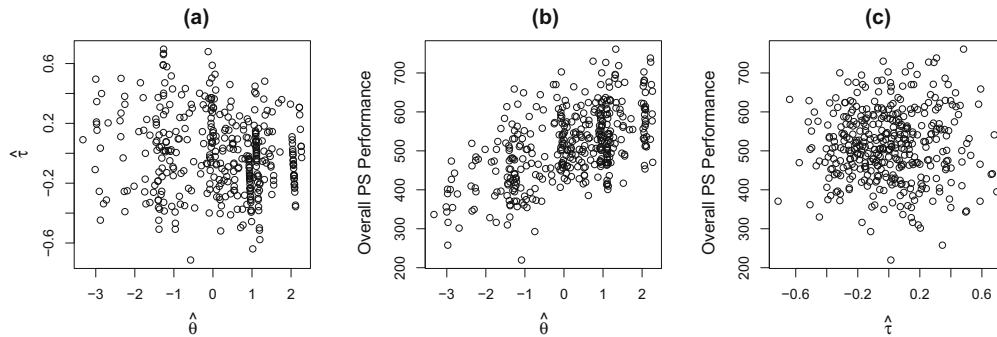 (a)
(b)
(c)
τ̂
0.6
0.2
−0.2
−0.6
−3 −2 −1 0 1 2
θ̂
Overall PS Performance
700
600
500
400
300
200
−3 −2 −1 0 1 2
θ̂
Overall PS Performance
700
600
500
400
300
200
−0.6 −0.2 0.2 0.6
τ̂